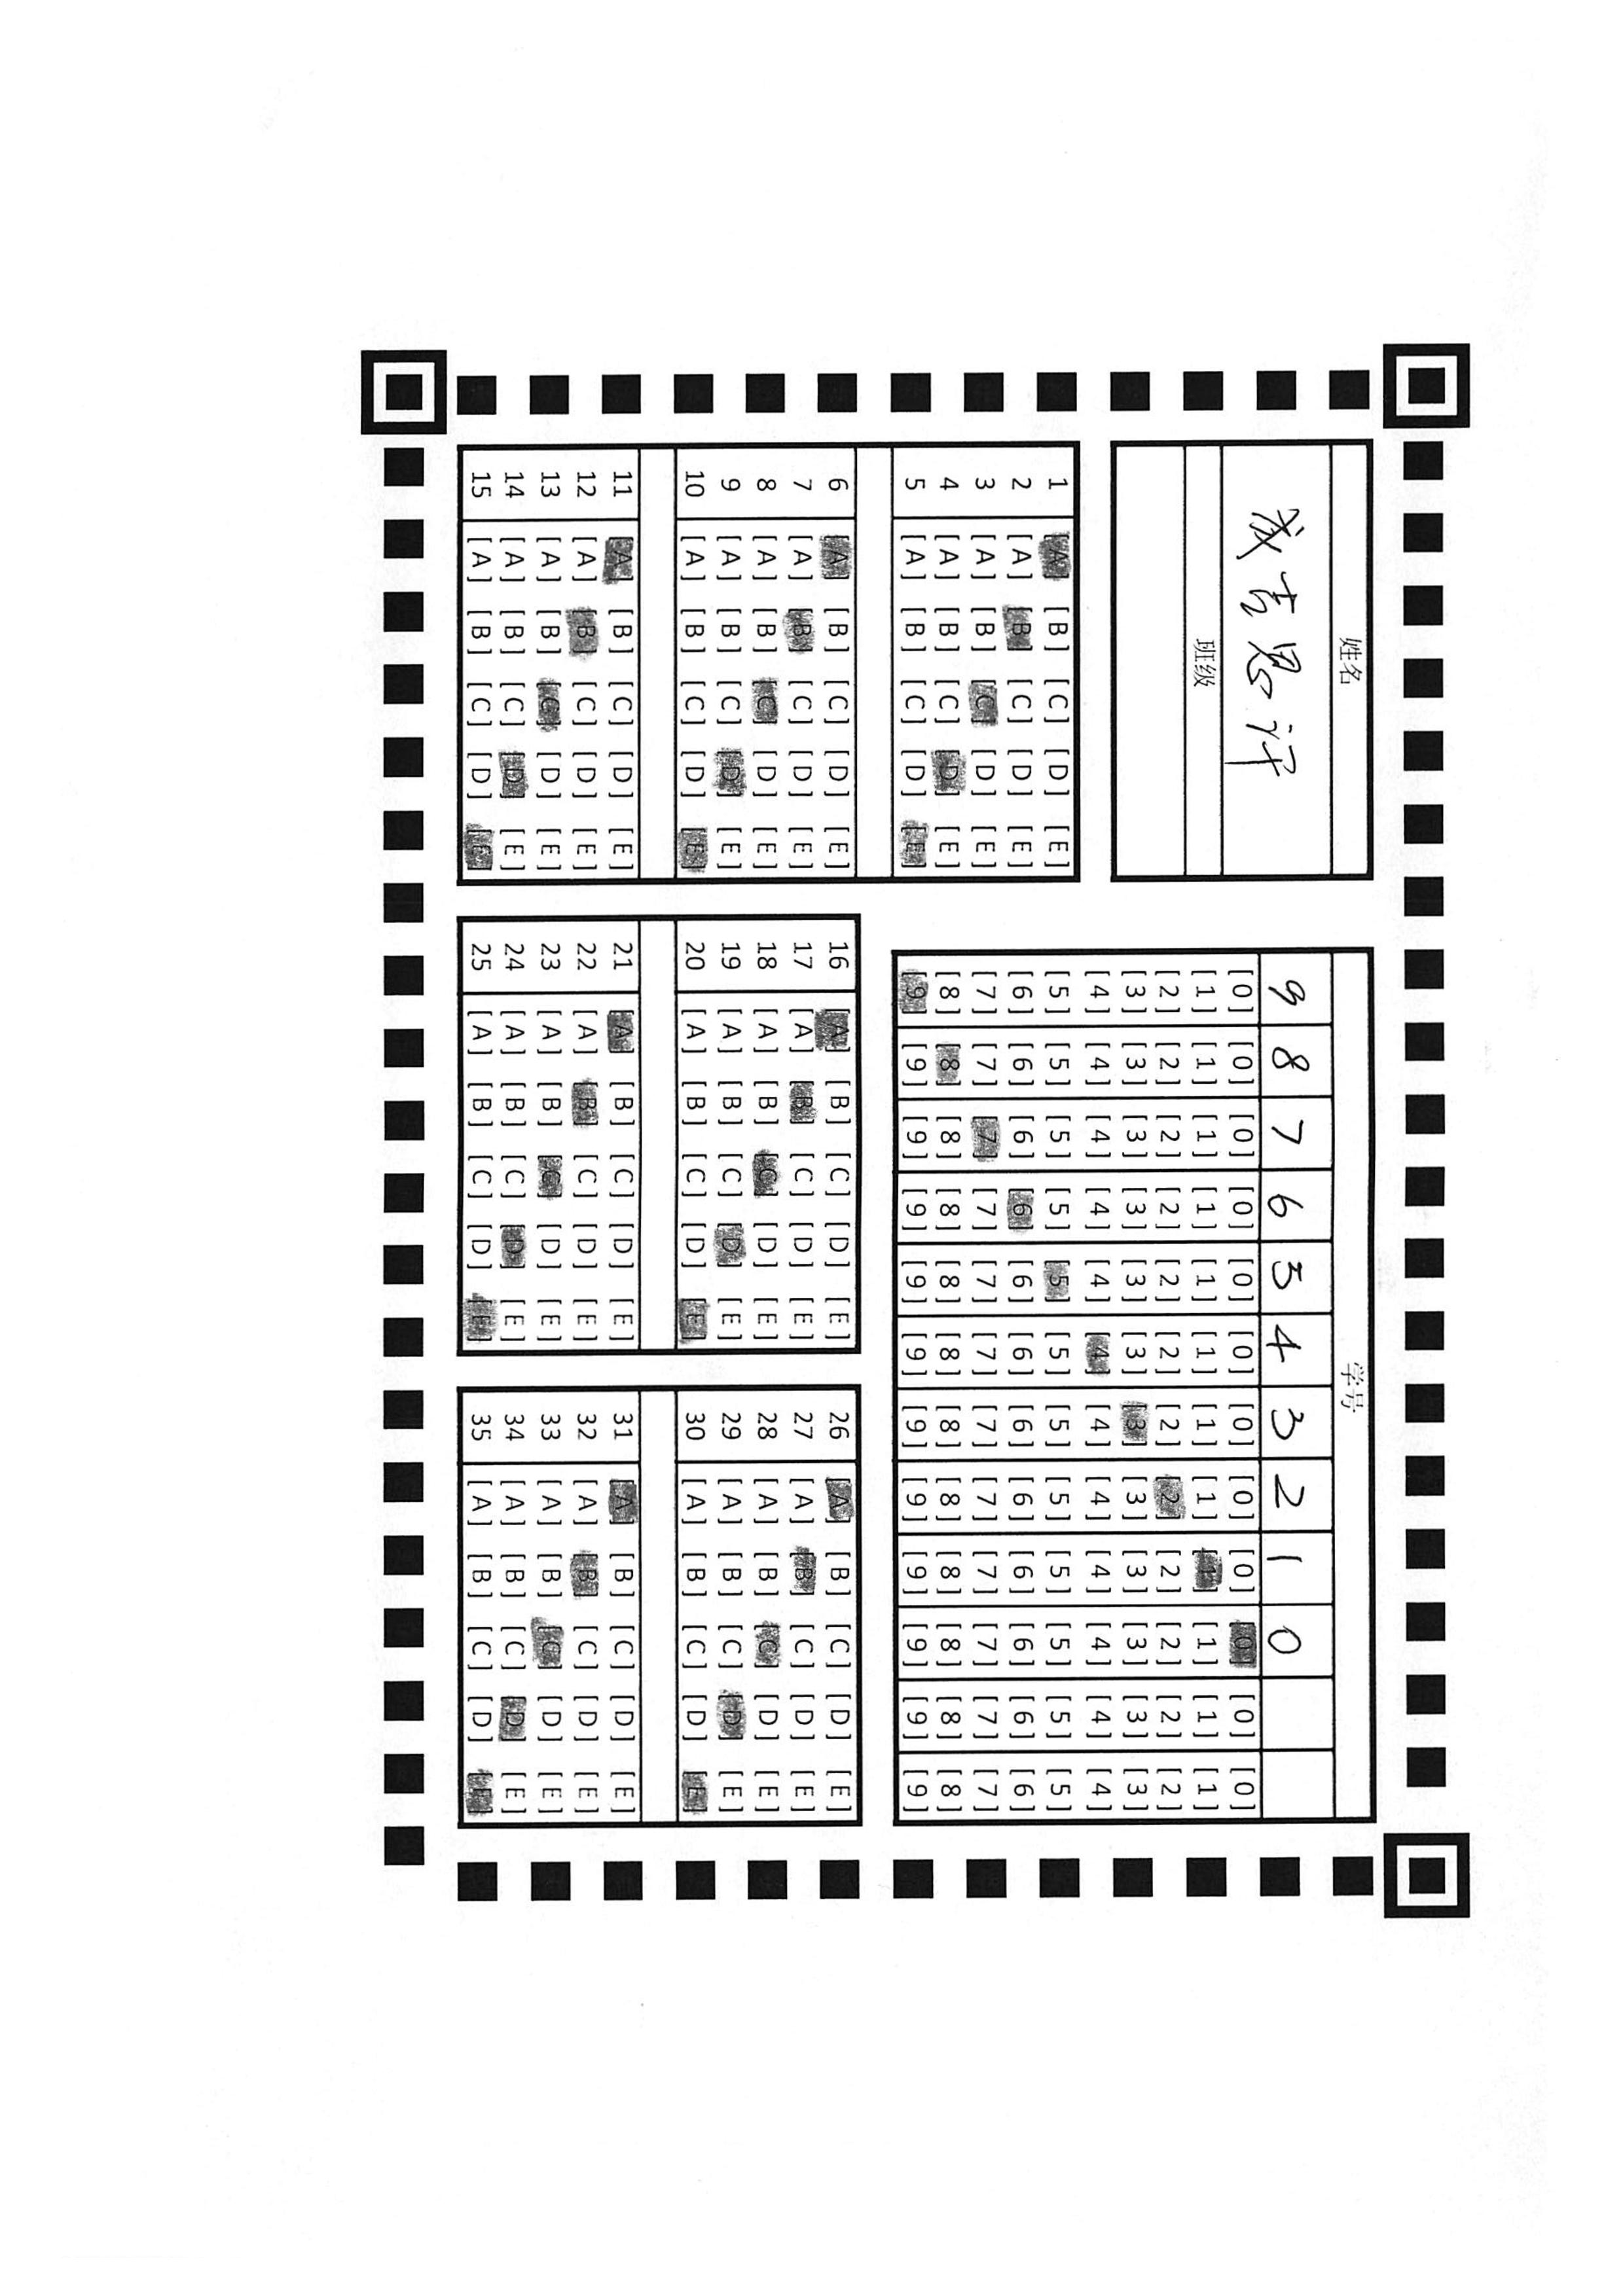 姓名
成吉思汗
班级
学号
9 8 7 6 5 4 3 2 1 0
[0] [0] [0] [0] [0] [0] [0] [0] [0] [0] [0] [0]
[1] [1] [1] [1] [1] [1] [1] [1] [1] [1] [1] [1]
[2] [2] [2] [2] [2] [2] [2] [2] [2] [2] [2] [2]
[3] [3] [3] [3] [3] [3] [3] [3] [3] [3] [3] [3]
[4] [4] [4] [4] [4] [4] [4] [4] [4] [4] [4] [4]
[5] [5] [5] [5] [5] [5] [5] [5] [5] [5] [5] [5]
[6] [6] [6] [6] [6] [6] [6] [6] [6] [6] [6] [6]
[7] [7] [7] [7] [7] [7] [7] [7] [7] [7] [7] [7]
[8] [8] [8] [8] [8] [8] [8] [8] [8] [8] [8] [8]
[9] [9] [9] [9] [9] [9] [9] [9] [9] [9] [9] [9]
1 [A] [B] [C] [D] [E]
2 [A] [B] [C] [D] [E]
3 [A] [B] [C] [D] [E]
4 [A] [B] [C] [D] [E]
5 [A] [B] [C] [D] [E]
6 [A] [B] [C] [D] [E]
7 [A] [B] [C] [D] [E]
8 [A] [B] [C] [D] [E]
9 [A] [B] [C] [D] [E]
10 [A] [B] [C] [D] [E]
11 [A] [B] [C] [D] [E]
12 [A] [B] [C] [D] [E]
13 [A] [B] [C] [D] [E]
14 [A] [B] [C] [D] [E]
15 [A] [B] [C] [D] [E]
16 [A] [B] [C] [D] [E]
17 [A] [B] [C] [D] [E]
18 [A] [B] [C] [D] [E]
19 [A] [B] [C] [D] [E]
20 [A] [B] [C] [D] [E]
21 [A] [B] [C] [D] [E]
22 [A] [B] [C] [D] [E]
23 [A] [B] [C] [D] [E]
24 [A] [B] [C] [D] [E]
25 [A] [B] [C] [D] [E]
26 [A] [B] [C] [D] [E]
27 [A] [B] [C] [D] [E]
28 [A] [B] [C] [D] [E]
29 [A] [B] [C] [D] [E]
30 [A] [B] [C] [D] [E]
31 [A] [B] [C] [D] [E]
32 [A] [B] [C] [D] [E]
33 [A] [B] [C] [D] [E]
34 [A] [B] [C] [D] [E]
35 [A] [B] [C] [D] [E]